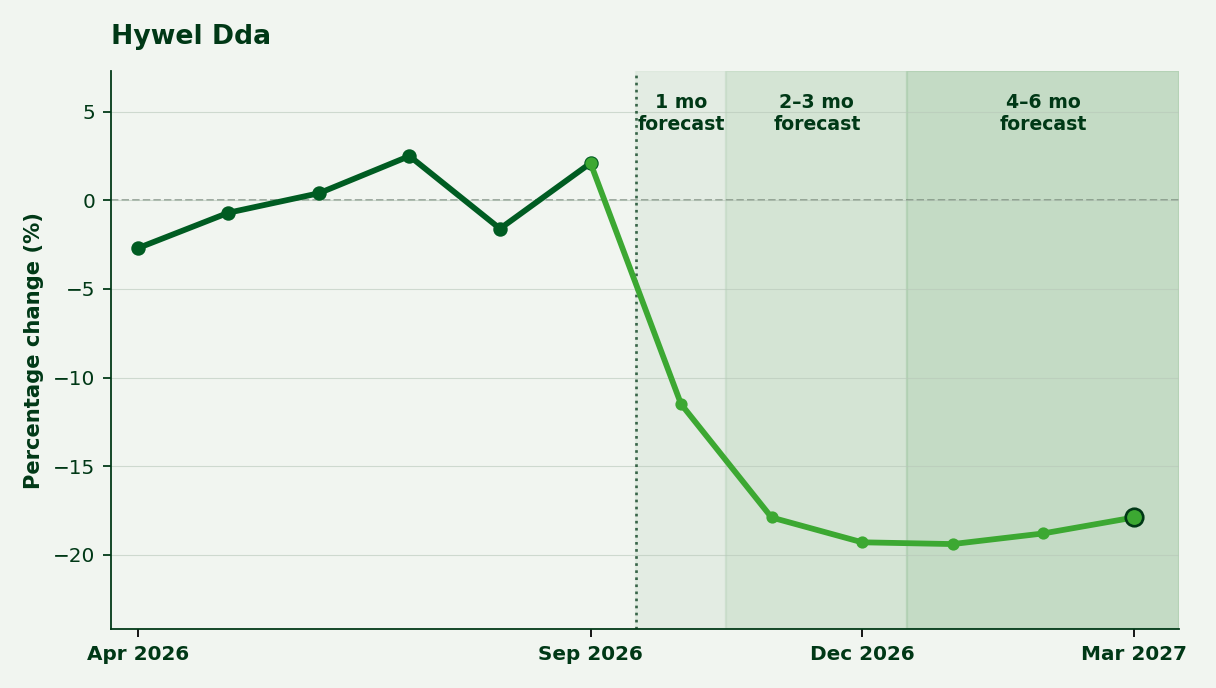 Hywel Dda
1 mo
forecast
2–3 mo
forecast
4–6 mo
forecast
Percentage change (%)
5
0
−5
−10
−15
−20
Apr 2026
Sep 2026
Dec 2026
Mar 2027